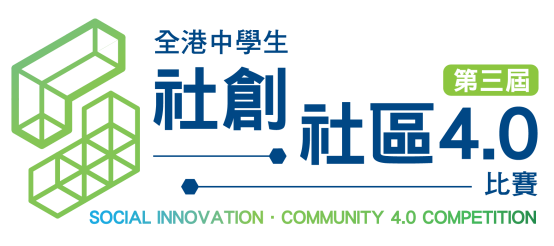 全港中學生
社創
第三屆
社區4.0
比賽
SOCIAL INNOVATION · COMMUNITY 4.0 COMPETITION